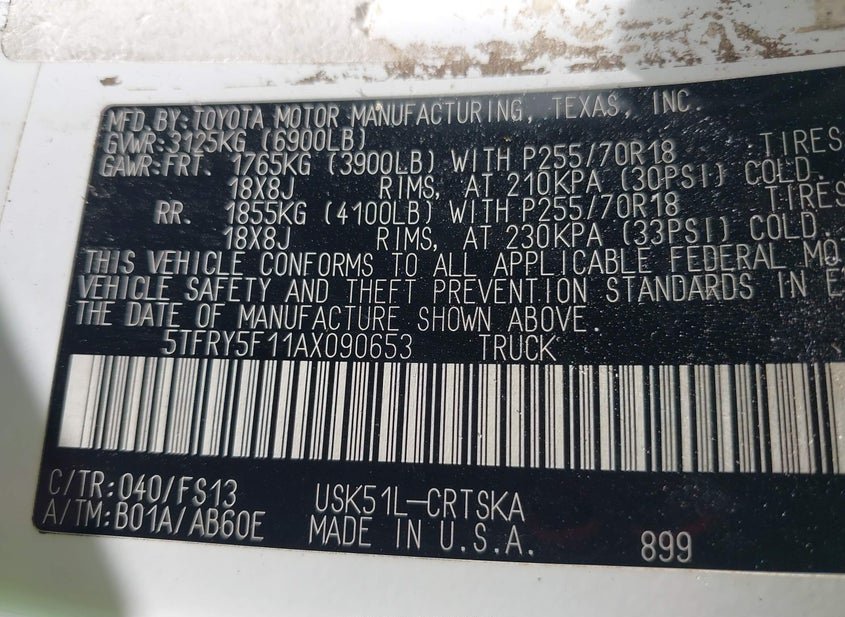 MFD BY: TOYOTA MOTOR MANUFACTURING, TEXAS, INC.
GVWR: 3125KG (6900LB)
GAWR: FRT. 1765KG (3900LB) WITH P255/70R18 TIRES
18X8J RIMS, AT 210KPA (30PSI) COLD.
RR. 1855KG (4100LB) WITH P255/70R18 TIRES
18X8J RIMS, AT 230KPA (33PSI) COLD.
THIS VEHICLE CONFORMS TO ALL APPLICABLE FEDERAL MO
VEHICLE SAFETY AND THEFT PREVENTION STANDARDS IN E
THE DATE OF MANUFACTURE SHOWN ABOVE.
5TFRY5F11AX090653 TRUCK
C/TR: 040/FS13 USK51L-CRTSKA
A/TM: B01A/AB60E MADE IN U.S.A. 899